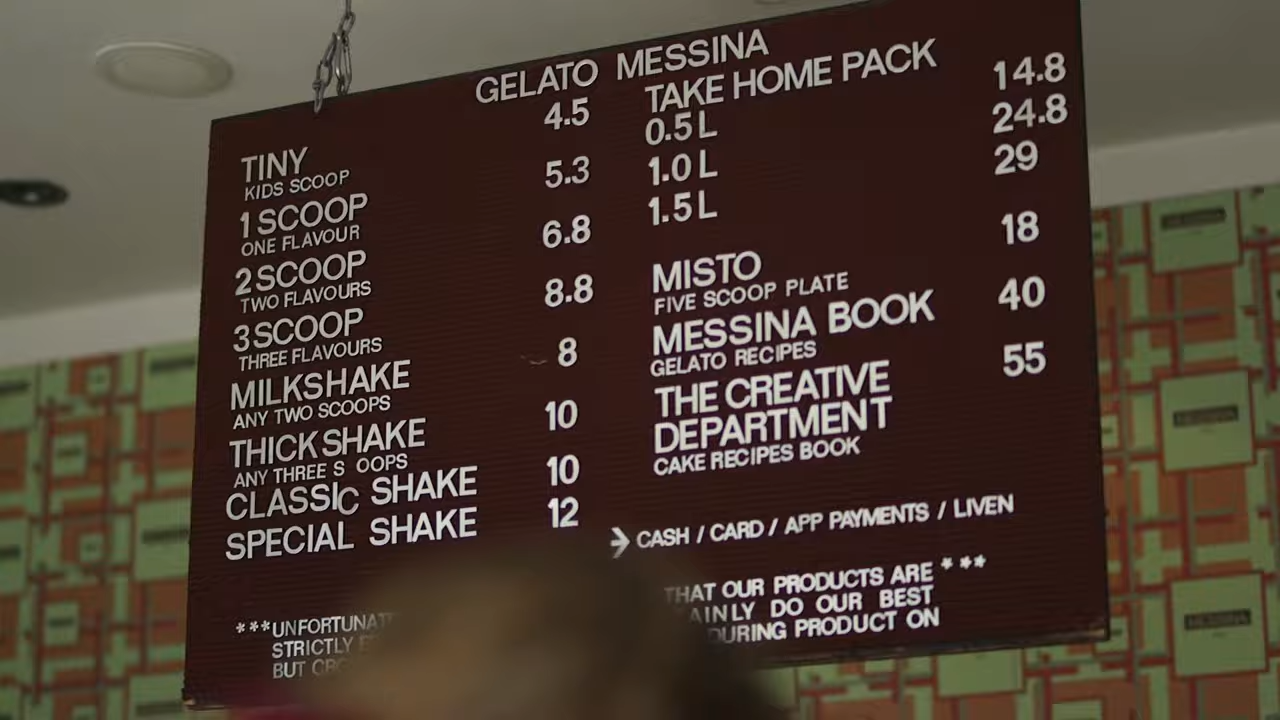 GELATO MESSINA
TINY 4.5
KIDS SCOOP
1 SCOOP 5.3
ONE FLAVOUR
2 SCOOP 6.8
TWO FLAVOURS
3 SCOOP 8.8
THREE FLAVOURS
MILKSHAKE 8
ANY TWO SCOOPS
THICKSHAKE 10
ANY THREE S OOPS
CLASSIC SHAKE 10
SPECIAL SHAKE 12
TAKE HOME PACK
0.5 L 14.8
1.0 L 24.8
1.5 L 29
MISTO 18
FIVE SCOOP PLATE
MESSINA BOOK 40
GELATO RECIPES
THE CREATIVE 55
DEPARTMENT
CAKE RECIPES BOOK
→ CASH / CARD / APP PAYMENTS / LIVEN
*** THAT OUR PRODUCTS ARE ***
STRICTLY DO OUR BEST
BUT DURING PRODUCT ON